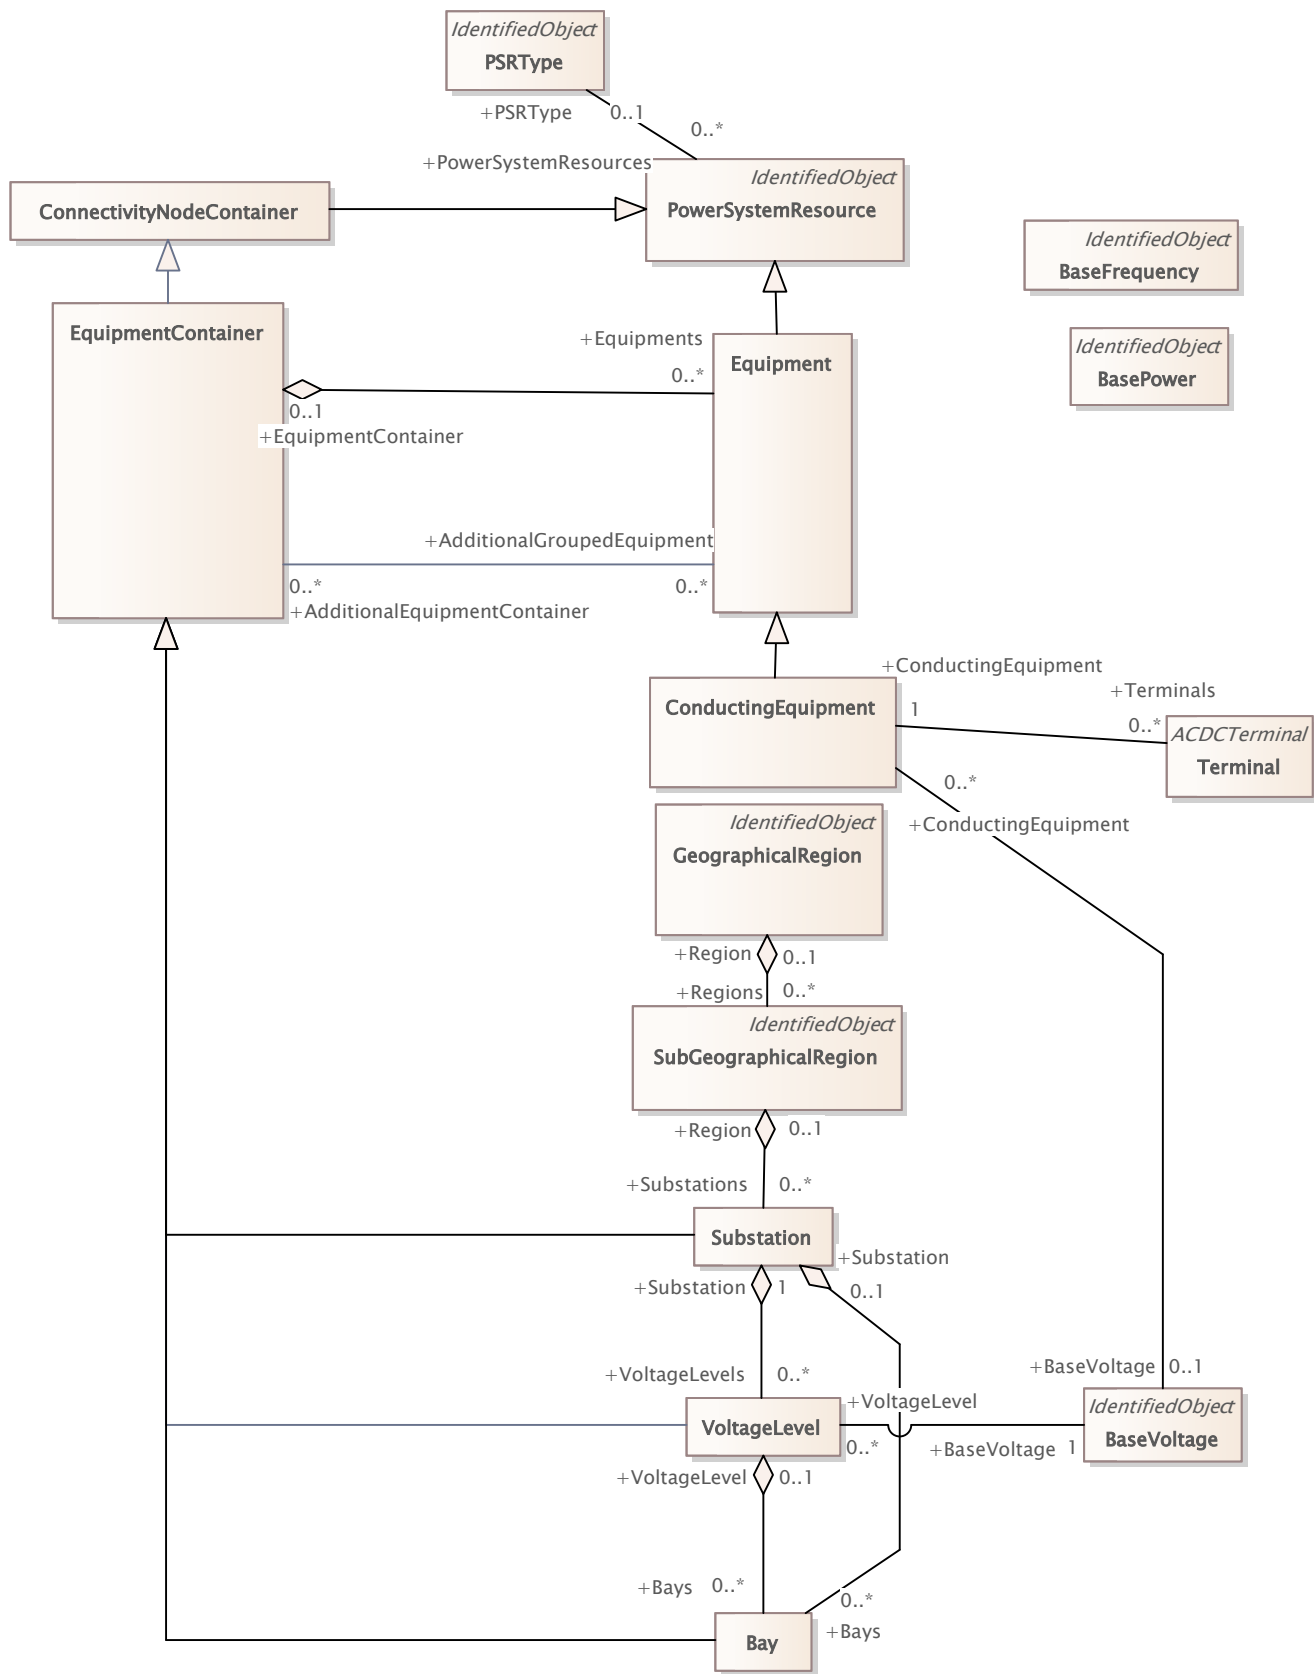 IdentifiedObject
PSRType
+PSRType
0..1
0..*
+PowerSystemResources
IdentifiedObject
PowerSystemResource
ConnectivityNodeContainer
IdentifiedObject
BaseFrequency
IdentifiedObject
BasePower
EquipmentContainer
+Equipments
0..*
Equipment
0..1
+EquipmentContainer
+AdditionalGroupedEquipment
0..*
0..*
+AdditionalEquipmentContainer
ConductingEquipment
+ConductingEquipment
1
+Terminals
0..*
ACDCTerminal
Terminal
0..*
+ConductingEquipment
IdentifiedObject
GeographicalRegion
+Region
0..1
+Regions
0..*
IdentifiedObject
SubGeographicalRegion
+Region
0..1
+Substations
0..*
Substation
+Substation
0..1
+Substation
1
+VoltageLevels
0..*
+BaseVoltage
0..1
VoltageLevel
+VoltageLevel
0..*
+BaseVoltage
1
IdentifiedObject
BaseVoltage
+VoltageLevel
0..1
+Bays
0..*
0..*
+Bays
Bay